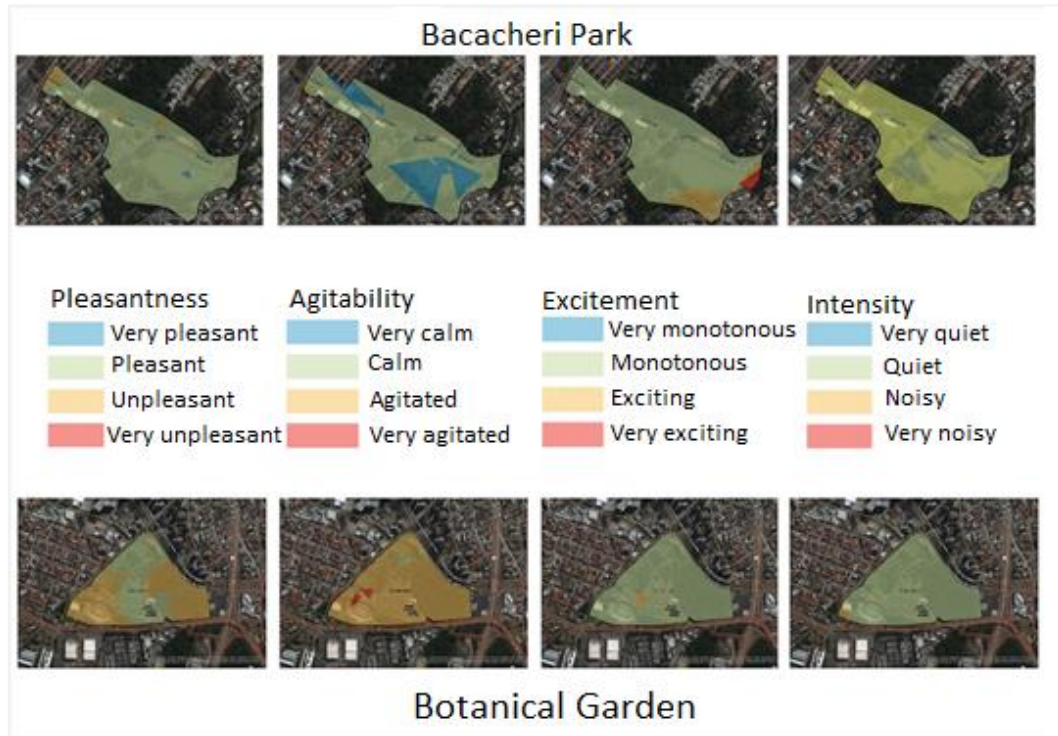 Bacacheri Park
Pleasantness
Very pleasant
Pleasant
Unpleasant
Very unpleasant
Agitability
Very calm
Calm
Agitated
Very agitated
Excitement
Very monotonous
Monotonous
Exciting
Very exciting
Intensity
Very quiet
Quiet
Noisy
Very noisy
Botanical Garden